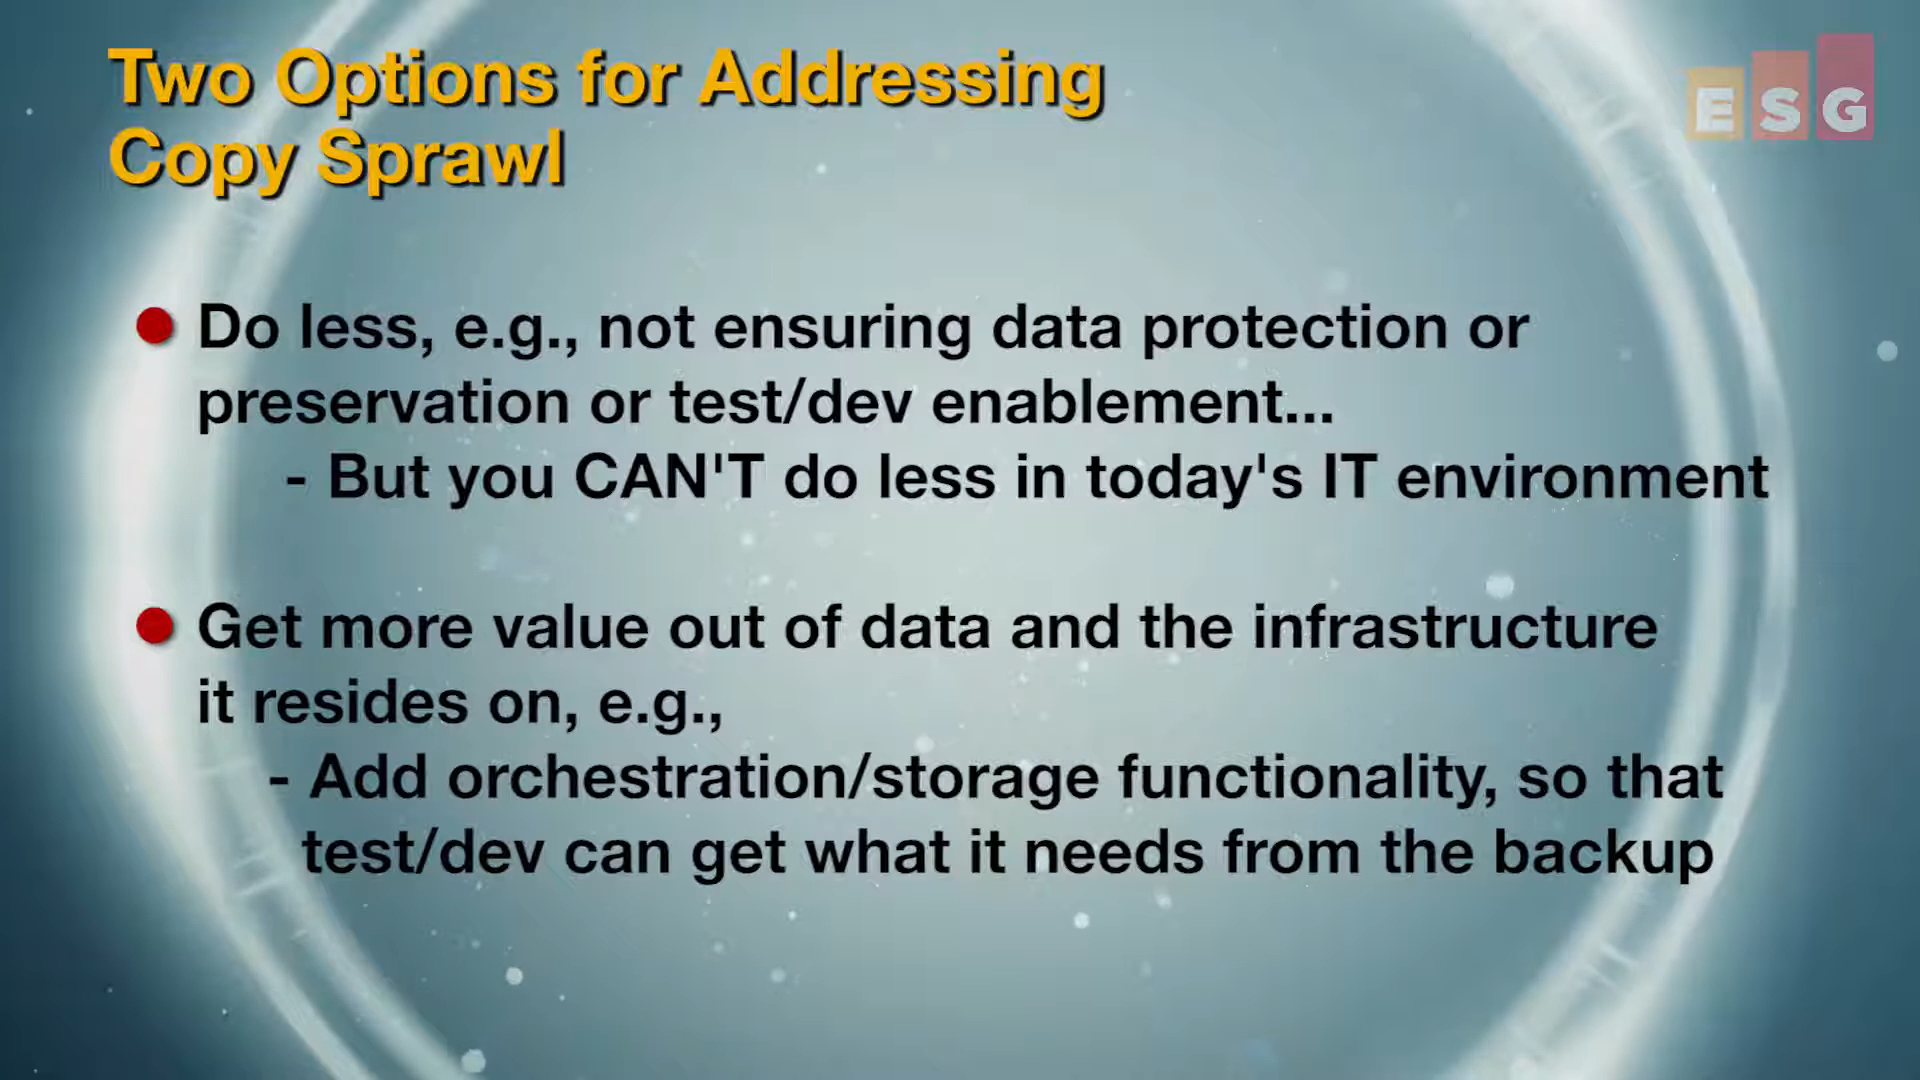 Two Options for Addressing
Copy Sprawl
ESG
Do less, e.g., not ensuring data protection or
preservation or test/dev enablement...
- But you CAN'T do less in today's IT environment
Get more value out of data and the infrastructure
it resides on, e.g.,
- Add orchestration/storage functionality, so that
test/dev can get what it needs from the backup